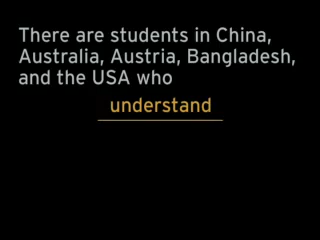 There are students in China,
Australia, Austria, Bangladesh,
and the USA who
understand